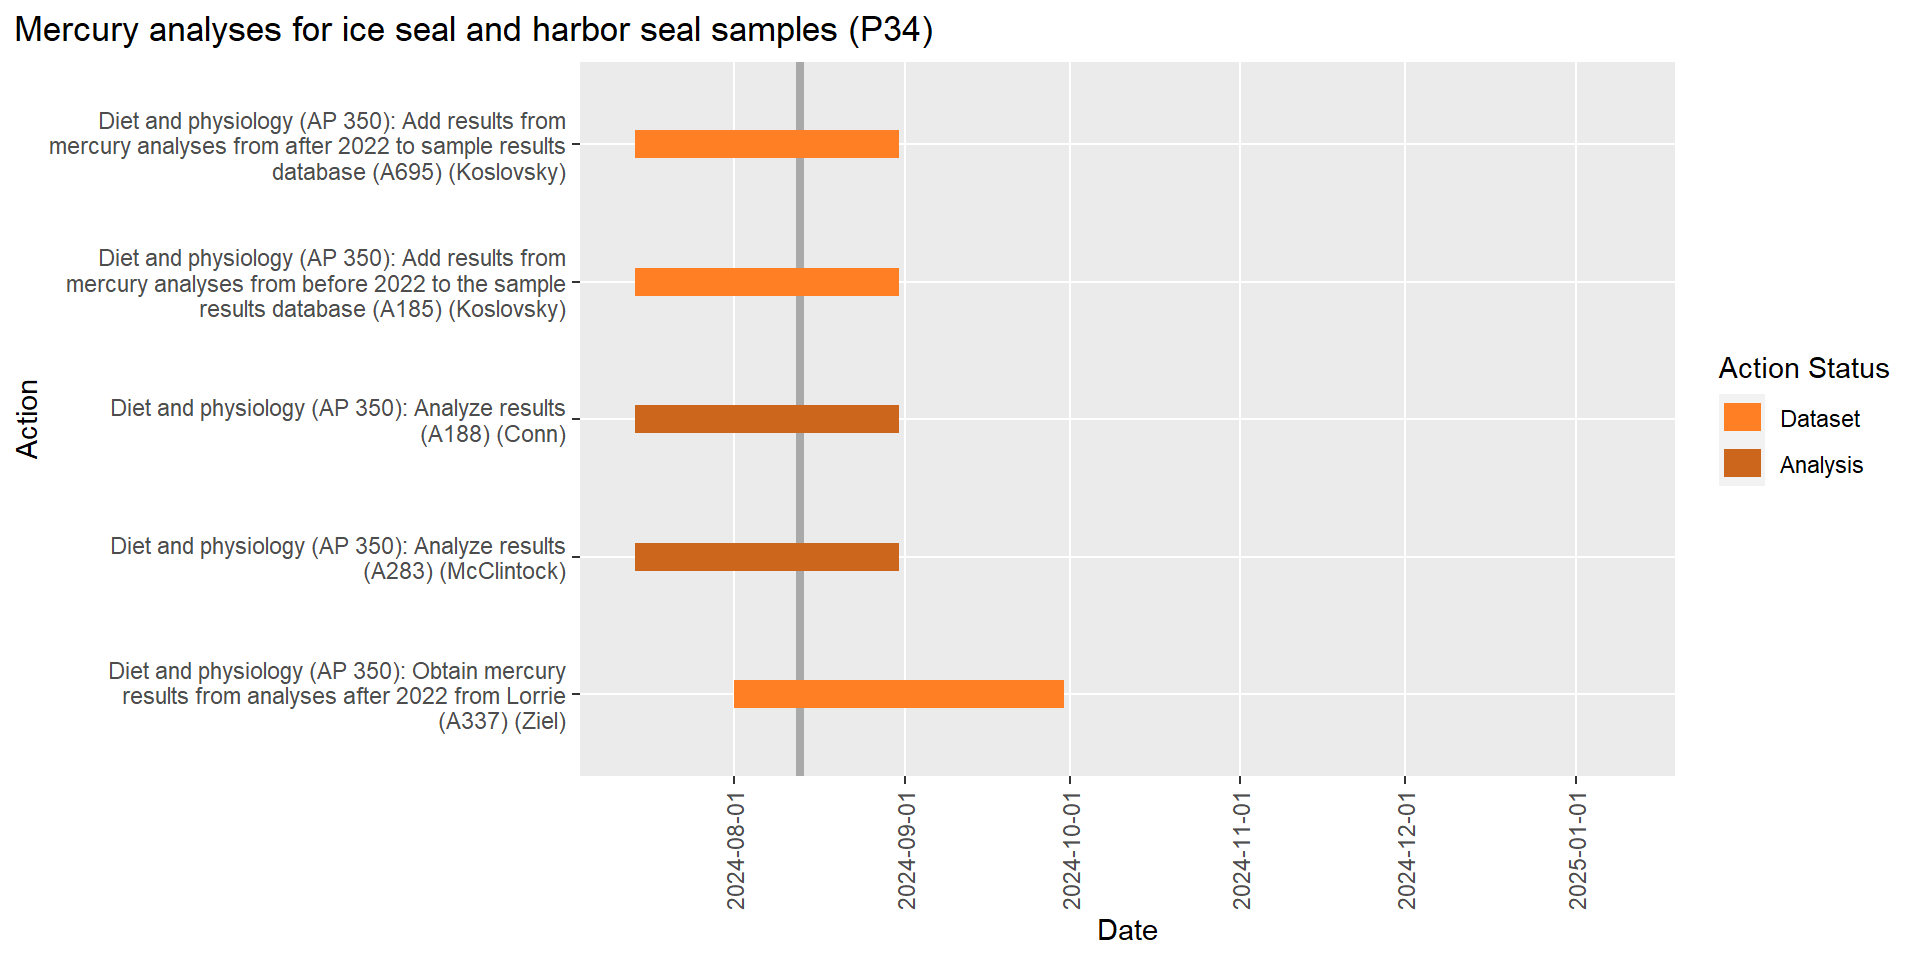 Mercury analyses for ice seal and harbor seal samples (P34)
Diet and physiology (AP 350): Add results from
mercury analyses from after 2022 to sample results
database (A695) (Koslovsky)
Diet and physiology (AP 350): Add results from
mercury analyses from before 2022 to the sample
results database (A185) (Koslovsky)
Diet and physiology (AP 350): Analyze results
(A188) (Conn)
Diet and physiology (AP 350): Analyze results
(A283) (McClintock)
Diet and physiology (AP 350): Obtain mercury
results from analyses after 2022 from Lorrie
(A337) (Ziel)
Action
2024-08-01
2024-09-01
2024-10-01
2024-11-01
2024-12-01
2025-01-01
Date
Action Status
Dataset
Analysis